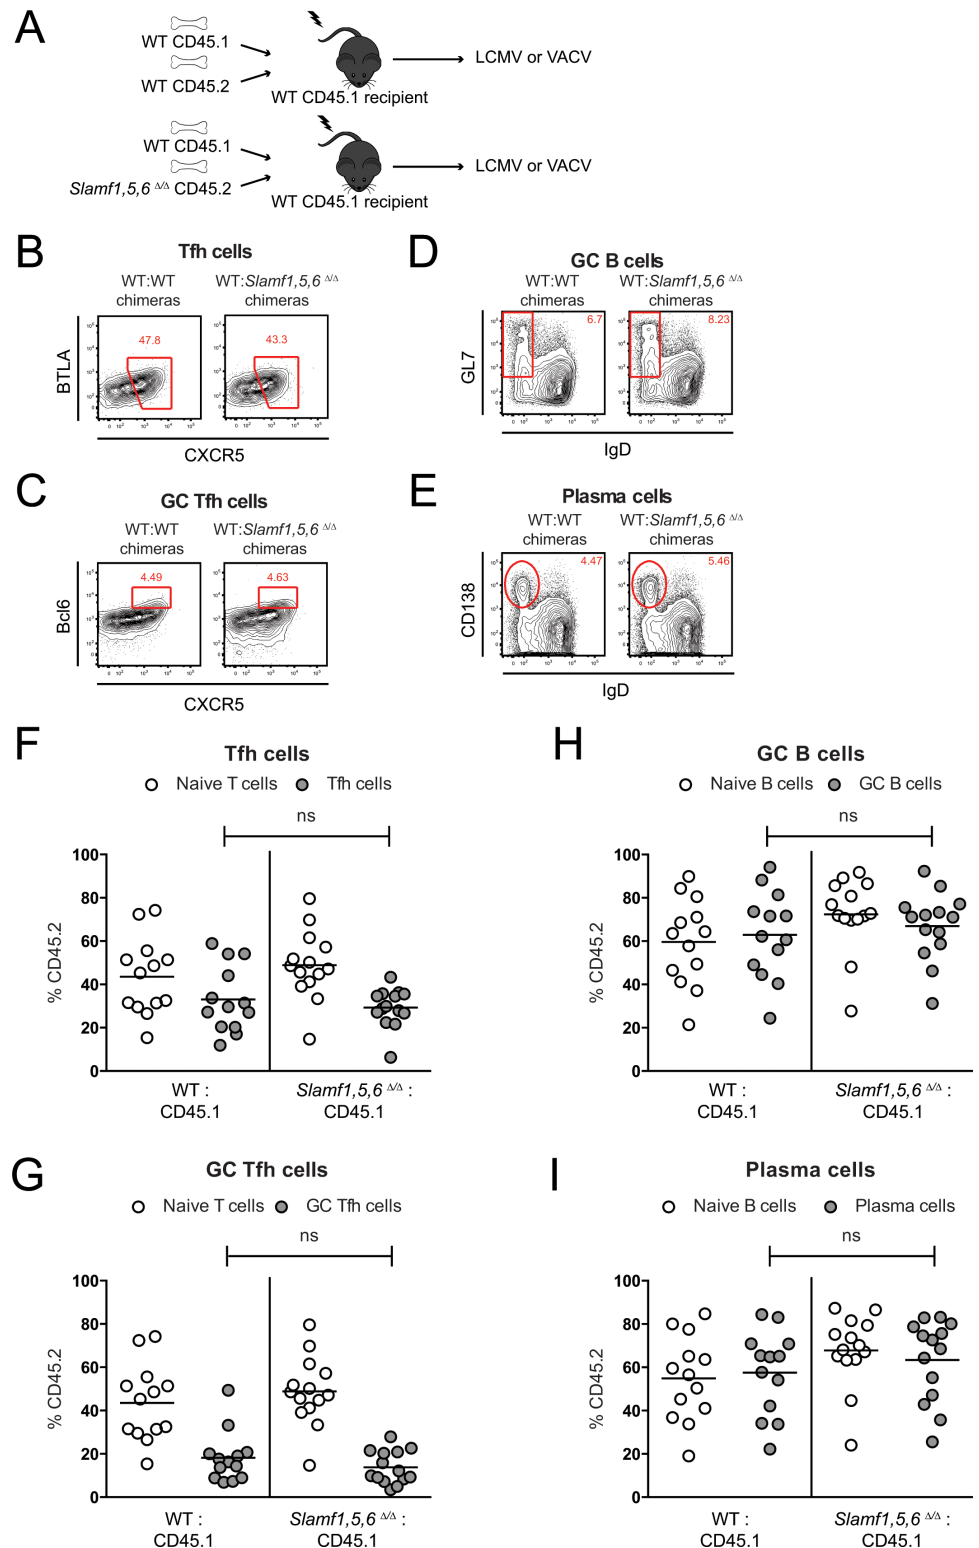 A
WT CD45.1
WT CD45.2
WT CD45.1 recipient
LCMV or VACV
WT CD45.1
Slamf1,5,6 Δ/Δ CD45.2
WT CD45.1 recipient
LCMV or VACV
B
Tfh cells
WT:WT
chimeras
WT:Slamf1,5,6 Δ/Δ
chimeras
47.8
43.3
BTLA
CXCR5
D
GC B cells
WT:WT
chimeras
WT:Slamf1,5,6 Δ/Δ
chimeras
6.7
8.23
GL7
IgD
C
GC Tfh cells
WT:WT
chimeras
WT:Slamf1,5,6 Δ/Δ
chimeras
4.49
4.63
Bcl6
CXCR5
E
Plasma cells
WT:WT
chimeras
WT:Slamf1,5,6 Δ/Δ
chimeras
4.47
5.46
CD138
IgD
F
Tfh cells
Naive T cells
Tfh cells
ns
100
80
60
40
20
0
% CD45.2
WT :
CD45.1
Slamf1,5,6 Δ/Δ :
CD45.1
H
GC B cells
Naive B cells
GC B cells
ns
100
80
60
40
20
0
% CD45.2
WT :
CD45.1
Slamf1,5,6 Δ/Δ :
CD45.1
G
GC Tfh cells
Naive T cells
GC Tfh cells
ns
100
80
60
40
20
0
% CD45.2
WT :
CD45.1
Slamf1,5,6 Δ/Δ :
CD45.1
I
Plasma cells
Naive B cells
Plasma cells
ns
100
80
60
40
20
0
% CD45.2
WT :
CD45.1
Slamf1,5,6 Δ/Δ :
CD45.1